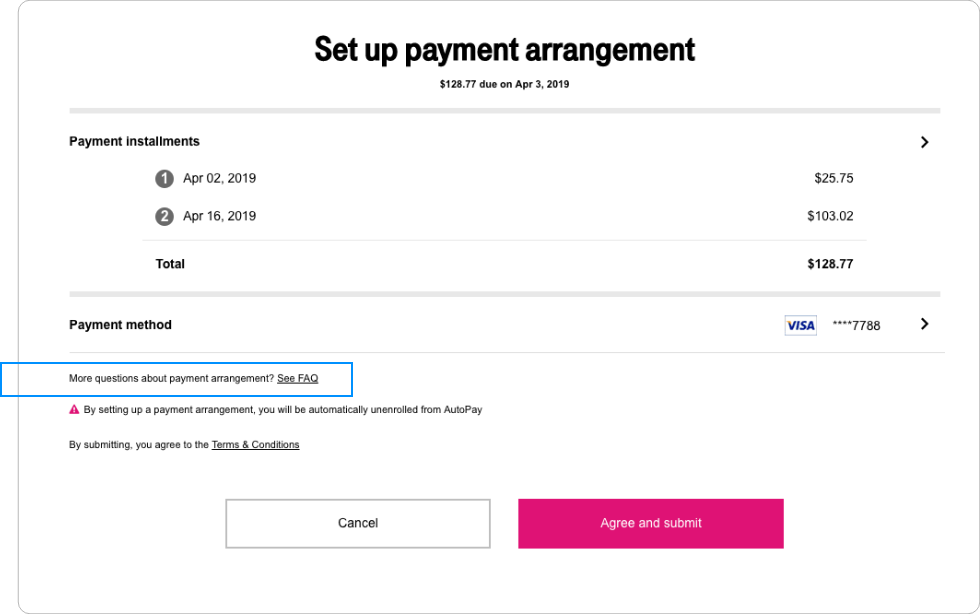 Set up payment arrangement
$128.77 due on Apr 3, 2019
Payment installments
1 Apr 02, 2019 $25.75
2 Apr 16, 2019 $103.02
Total $128.77
Payment method VISA ****7788
More questions about payment arrangement? See FAQ
By setting up a payment arrangement, you will be automatically unenrolled from AutoPay
By submitting, you agree to the Terms & Conditions
Cancel Agree and submit